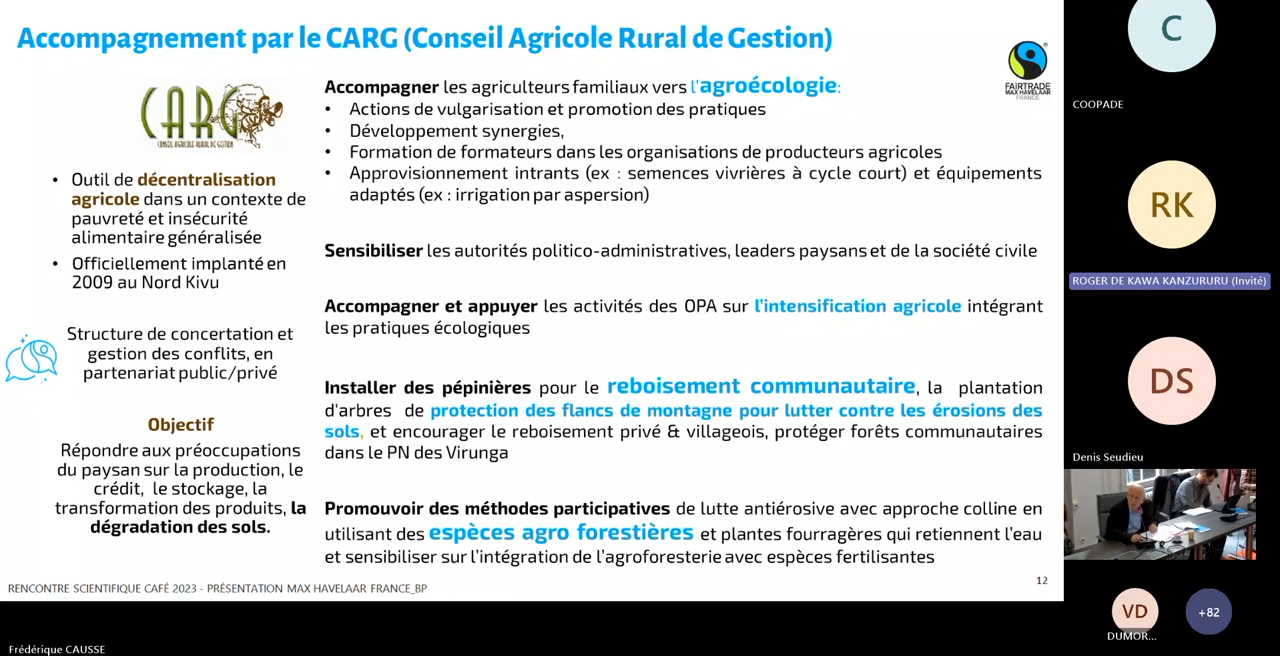 Accompagnement par le CARG (Conseil Agricole Rural de Gestion)
CARG
CONSEIL AGRICOLE RURAL DE GESTION
• Outil de décentralisation
agricole dans un contexte de
pauvreté et insécurité
alimentaire généralisée
• Officiellement implanté en
2009 au Nord Kivu
Structure de concertation et
gestion des conflits, en
partenariat public/privé
Objectif
Répondre aux préoccupations
du paysan sur la production, le
crédit, le stockage, la
transformation des produits, la
dégradation des sols.
Accompagner les agriculteurs familiaux vers l'agroécologie:
• Actions de vulgarisation et promotion des pratiques
• Développement synergies,
• Formation de formateurs dans les organisations de producteurs agricoles
• Approvisionnement intrants (ex : semences vivrières à cycle court) et équipements
adaptés (ex : irrigation par aspersion)
Sensibiliser les autorités politico-administratives, leaders paysans et de la société civile
Accompagner et appuyer les activités des OPA sur l'intensification agricole intégrant
les pratiques écologiques
Installer des pépinières pour le reboisement communautaire, la plantation
d'arbres de protection des flancs de montagne pour lutter contre les érosions des
sols, et encourager le reboisement privé & villageois, protéger forêts communautaires
dans le PN des Virunga
Promouvoir des méthodes participatives de lutte antiérosive avec approche colline en
utilisant des espèces agro forestières et plantes fourragères qui retiennent l'eau
et sensibiliser sur l'intégration de l'agroforesterie avec espèces fertilisantes
FAIRTRADE
MAX HAVELAAR
FRANCE
RENCONTRE SCIENTIFIQUE CAFÉ 2023 - PRÉSENTATION MAX HAVELAAR FRANCE_BP
12
Frédérique CAUSSE
C
COOPADE
RK
ROGER DE KAWA KANZURURU (Invité)
DS
Denis Seudieu
VD
DUMOR...
+82